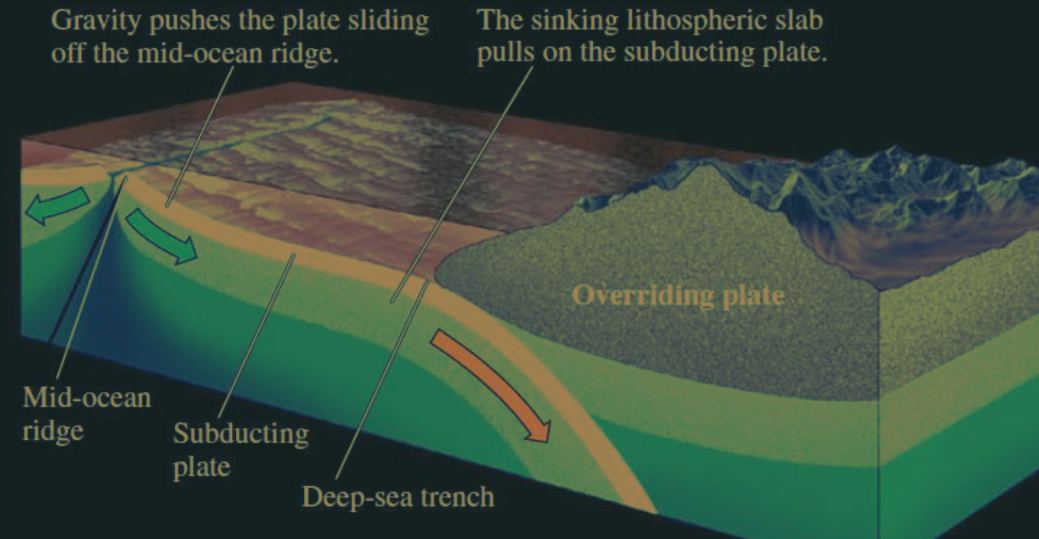 Gravity pushes the plate sliding
off the mid-ocean ridge.
The sinking lithospheric slab
pulls on the subducting plate.
Overriding plate
Mid-ocean
ridge
Subducting
plate
Deep-sea trench